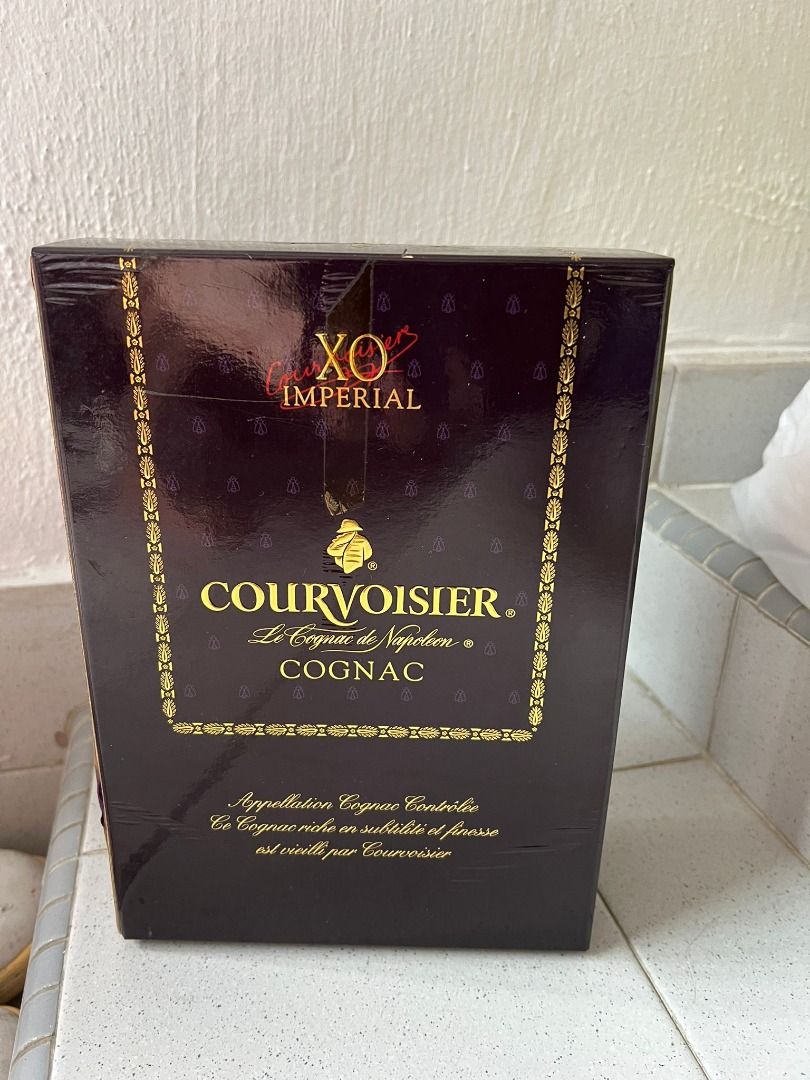 XO
Courvoisier
IMPERIAL
®
COURVOISIER®
Le Cognac de Napoleon ®
COGNAC
Appellation Cognac Contrôlée
Ce Cognac riche en subtilité et finesse
est vieilli par Courvoisier